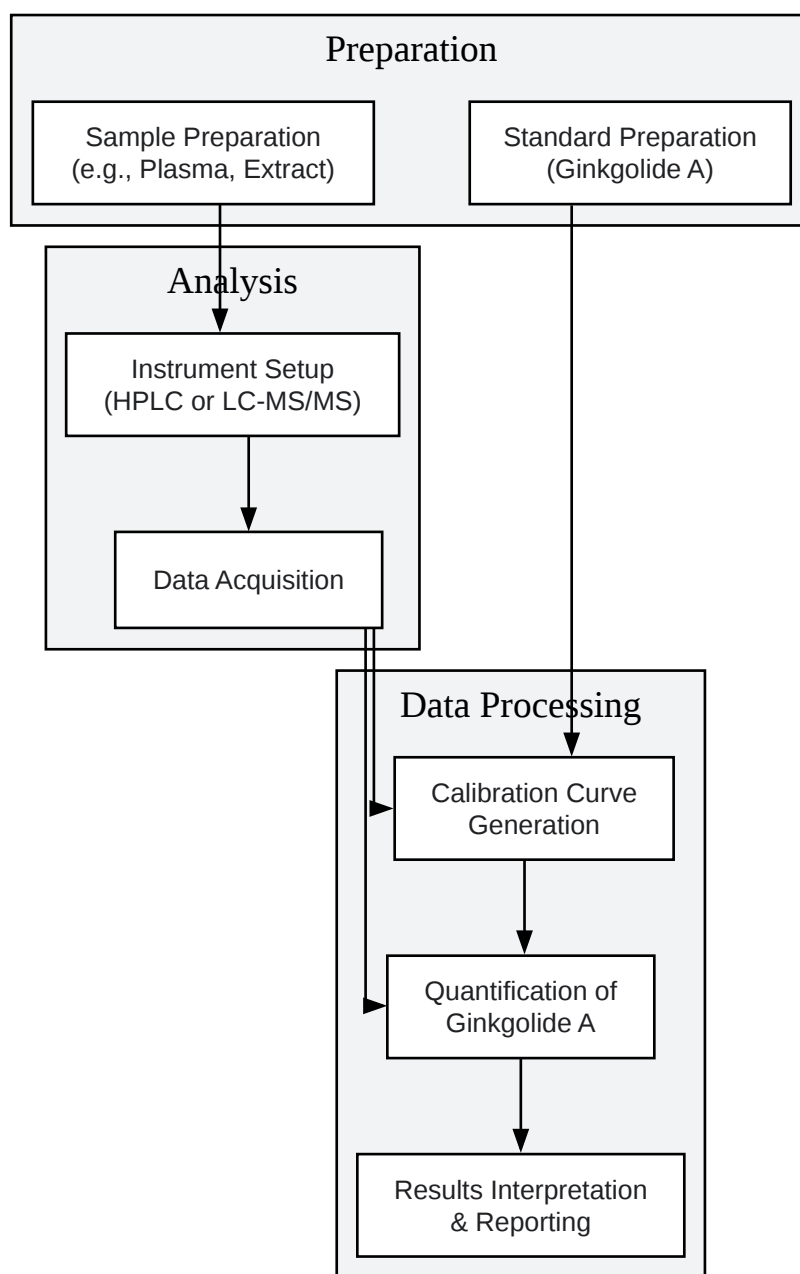 Preparation
Sample Preparation
(e.g., Plasma, Extract)
Standard Preparation
(Ginkgolide A)
Analysis
Instrument Setup
(HPLC or LC-MS/MS)
Data Acquisition
Data Processing
Calibration Curve
Generation
Quantification of
Ginkgolide A
Results Interpretation
& Reporting